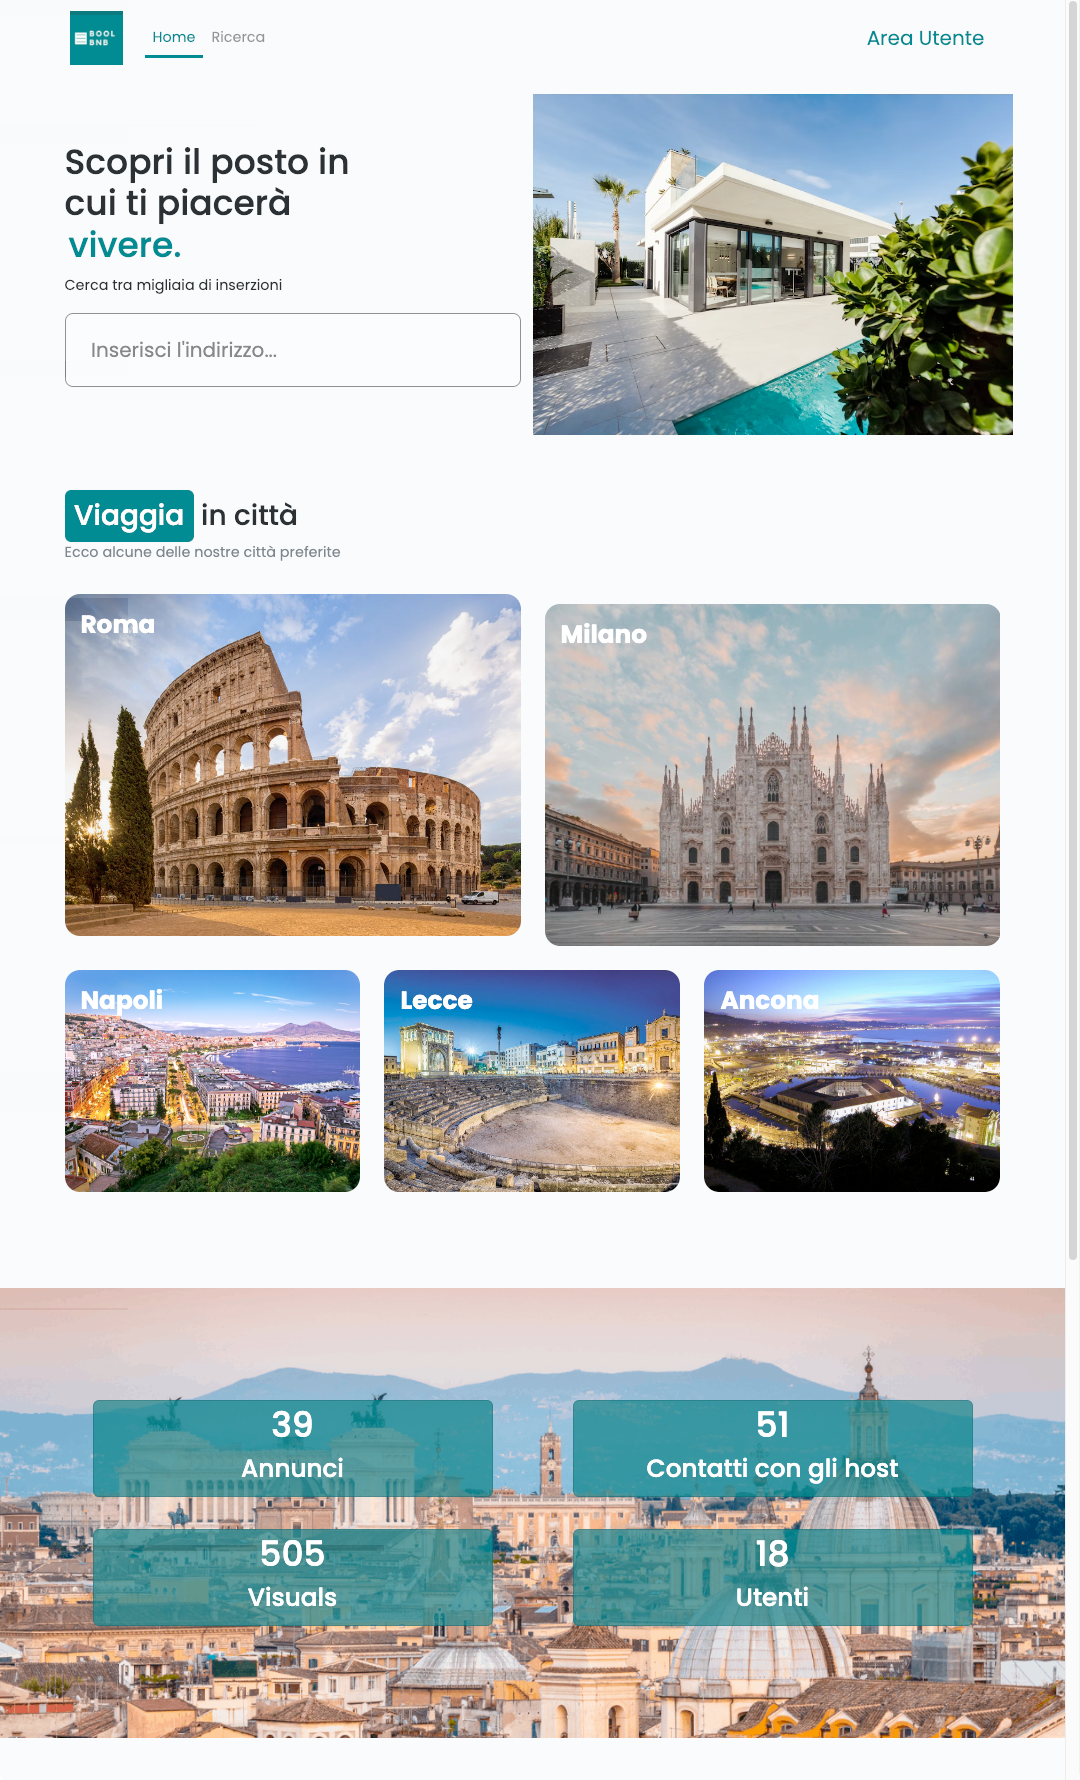 BOOL
BNB
Home
Ricerca
Area Utente
Scopri il posto in
cui ti piacerà
vivere.
Cerca tra migliaia di inserzioni
Inserisci l'indirizzo...
Viaggia in città
Ecco alcune delle nostre città preferite
Roma
Milano
Napoli
Lecce
Ancona
39
Annunci
51
Contatti con gli host
505
Visuals
18
Utenti